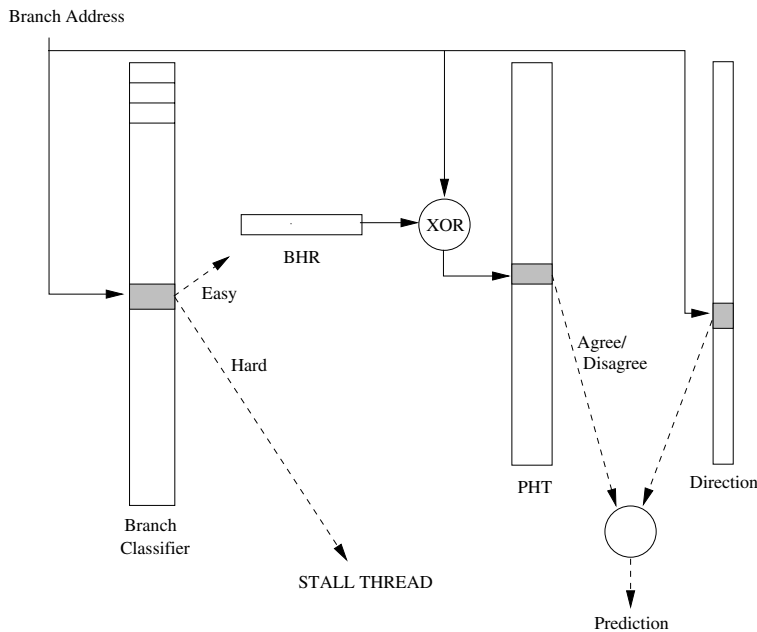 Branch Address
XOR
BHR
Easy
Hard
Agree/
Disagree
PHT
Direction
Branch
Classifier
STALL THREAD
Prediction